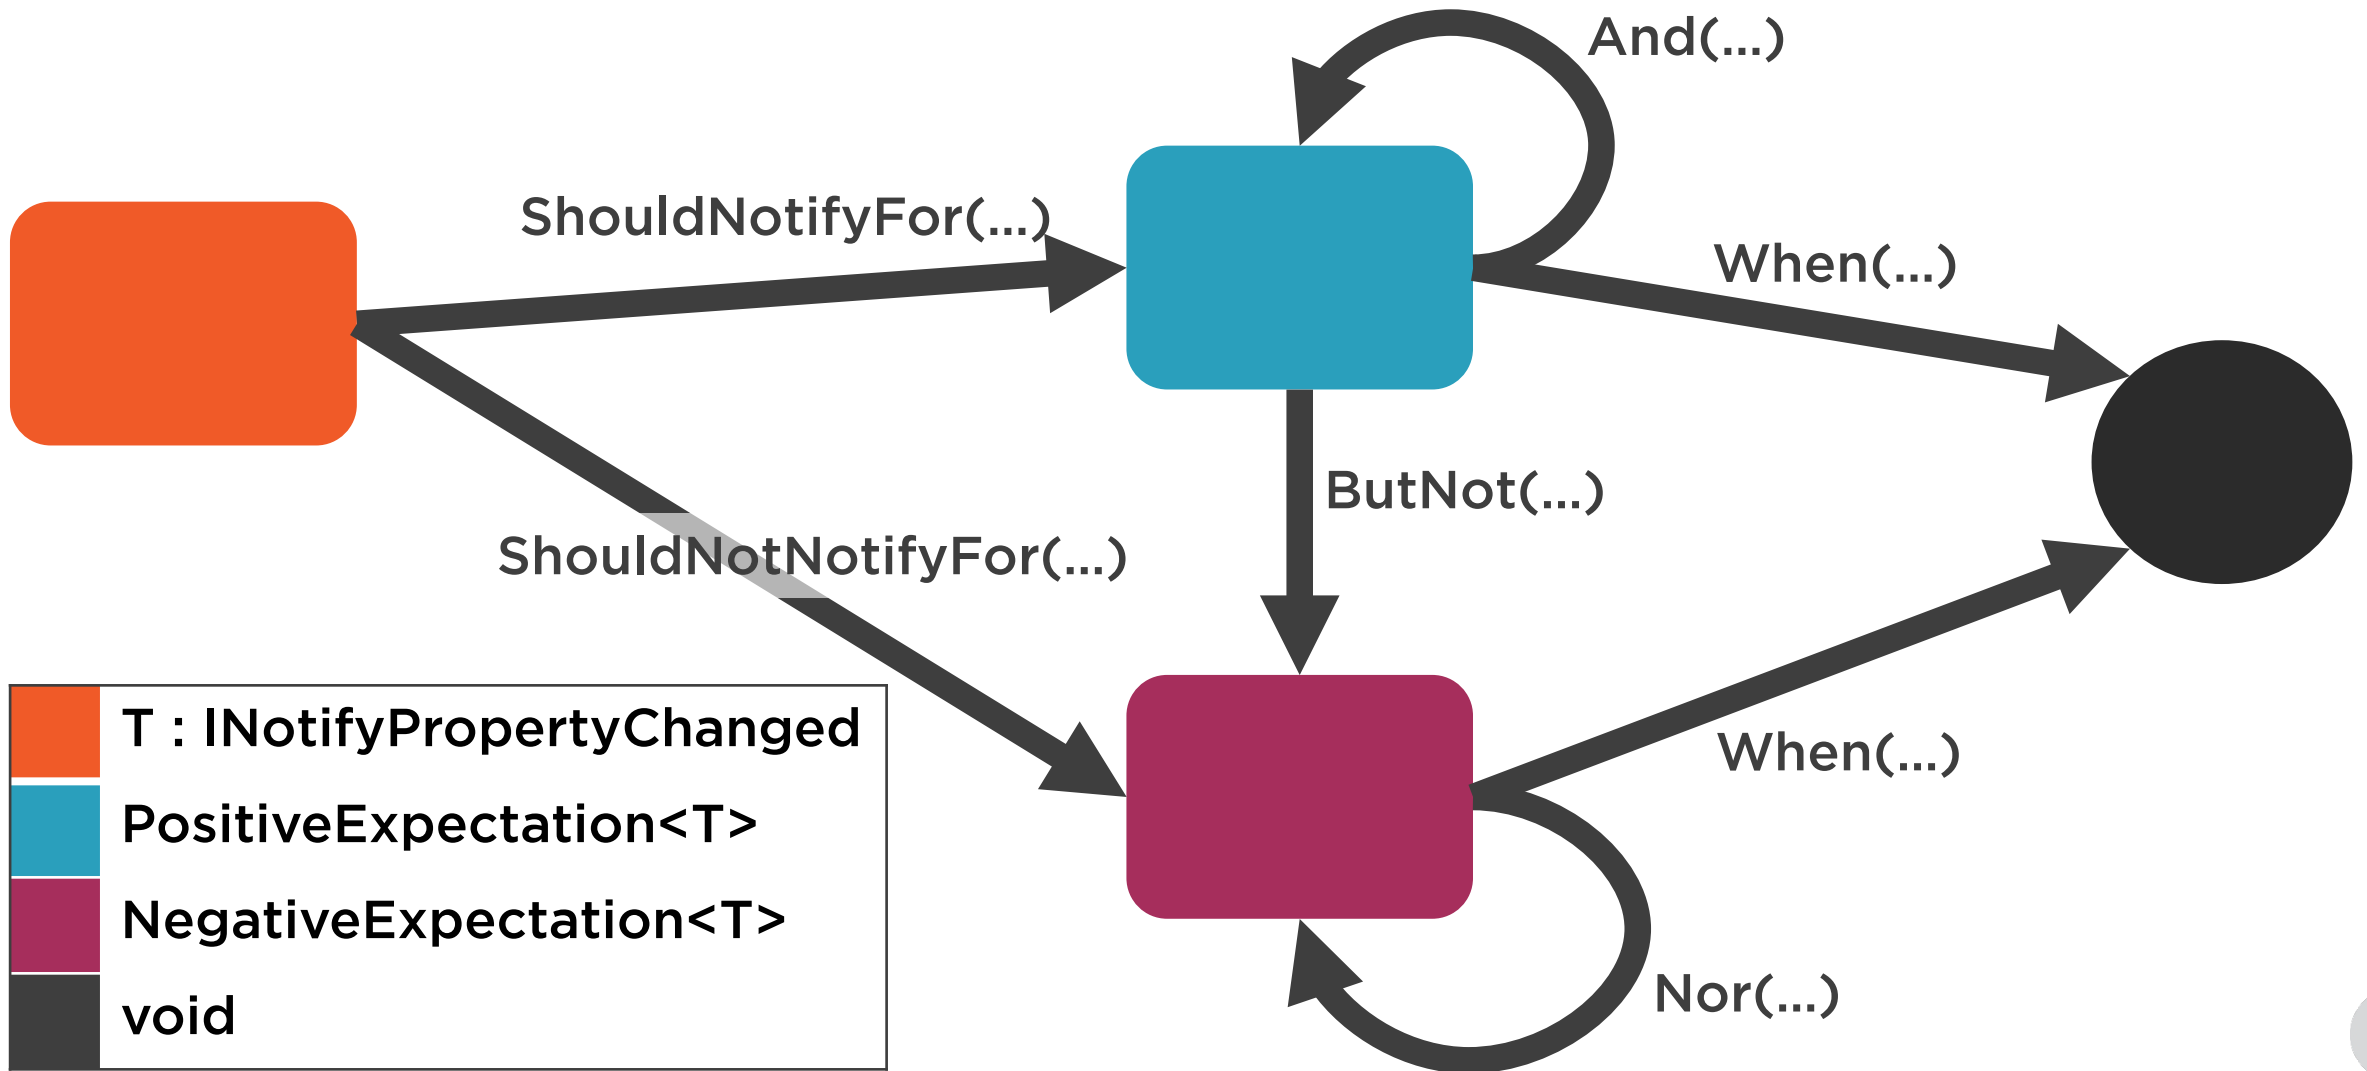 And(...)
ShouldNotifyFor(...)
When(...)
ButNot(...)
ShouldNotNotifyFor(...)
When(...)
Nor(...)
T : INotifyPropertyChanged
PositiveExpectation<T>
NegativeExpectation<T>
void